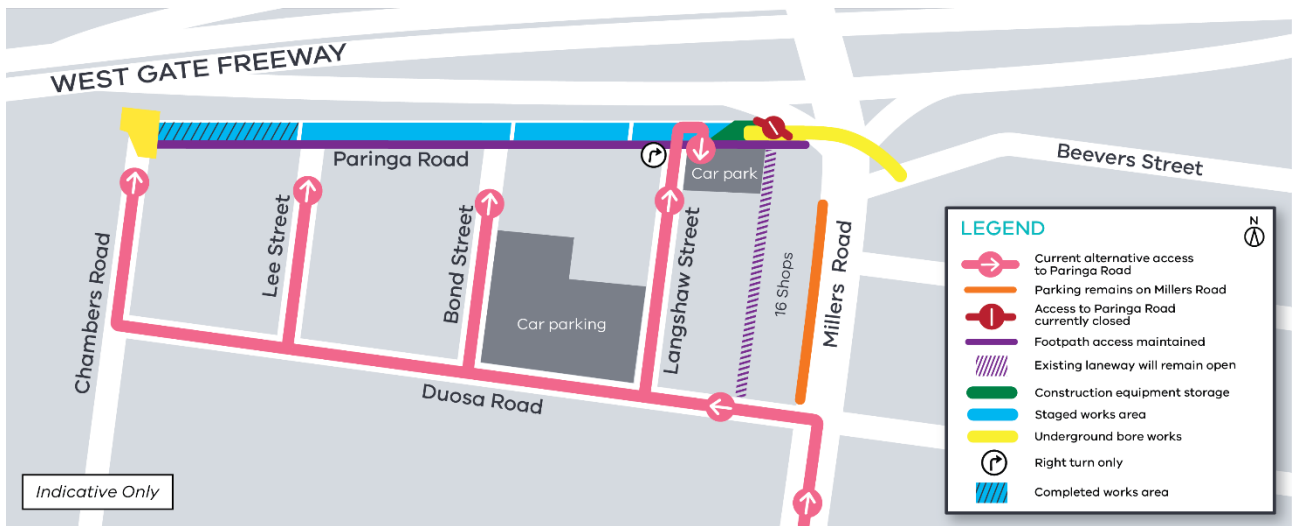 WEST GATE FREEWAY
Paringa Road
Car park
Beevers Street
Chambers Road
Lee Street
Bond Street
Langshaw Street
16 Shops
Millers Road
Car parking
Duosa Road
Indicative Only
LEGEND
N
Current alternative access
to Paringa Road
Parking remains on Millers Road
Access to Paringa Road
currently closed
Footpath access maintained
Existing laneway will remain open
Construction equipment storage
Staged works area
Underground bore works
Right turn only
Completed works area